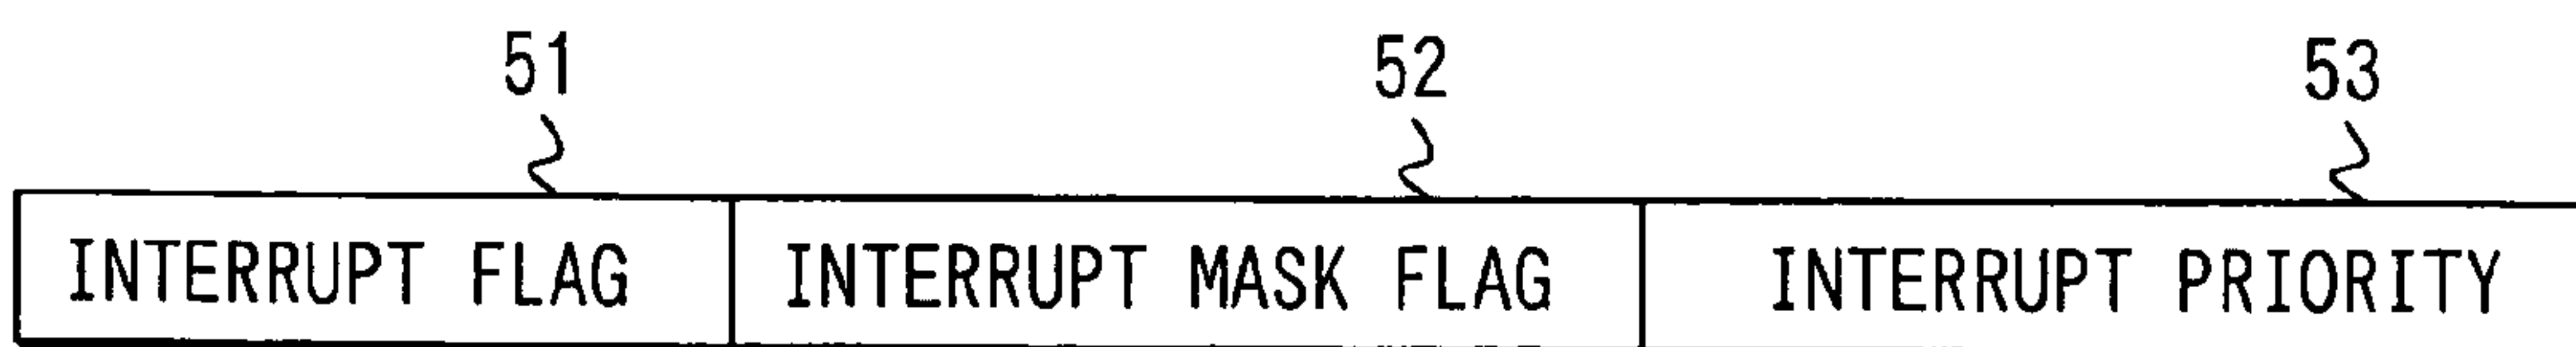 51 52 53
INTERRUPT FLAG INTERRUPT MASK FLAG INTERRUPT PRIORITY